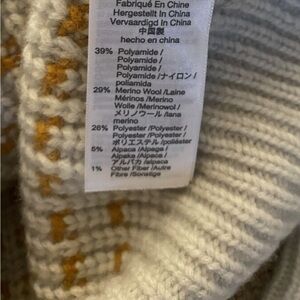 Fabriqué En Chine
Hergestellt In China
Vervaardigd In China
中国製
hecho en china
39% Polyamide /
Polyamide /
Polyamide /
Polyamide /ナイロン /
poliamida
29% Merino Wool /Laine
Mérinos /Merino
Wolle /Merinowol /
メリノウール /lana
merino
26% Polyester /Polyester /
Polyester /Polyester /
ポリエステル /poliéster
5% Alpaca /Alpaga /
Alpaka /Alpaca /
アルパカ /alpaca
1% Other Fiber /Autre
Fibre /Sonstige